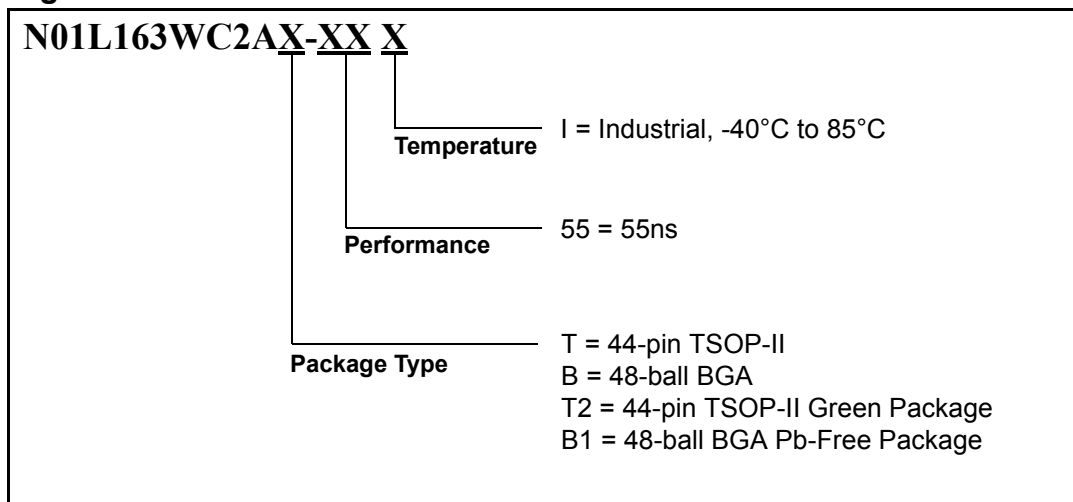 N01L163WC2AX-XX X
Temperature
I = Industrial, -40°C to 85°C
Performance
55 = 55ns
Package Type
T = 44-pin TSOP-II
B = 48-ball BGA
T2 = 44-pin TSOP-II Green Package
B1 = 48-ball BGA Pb-Free Package